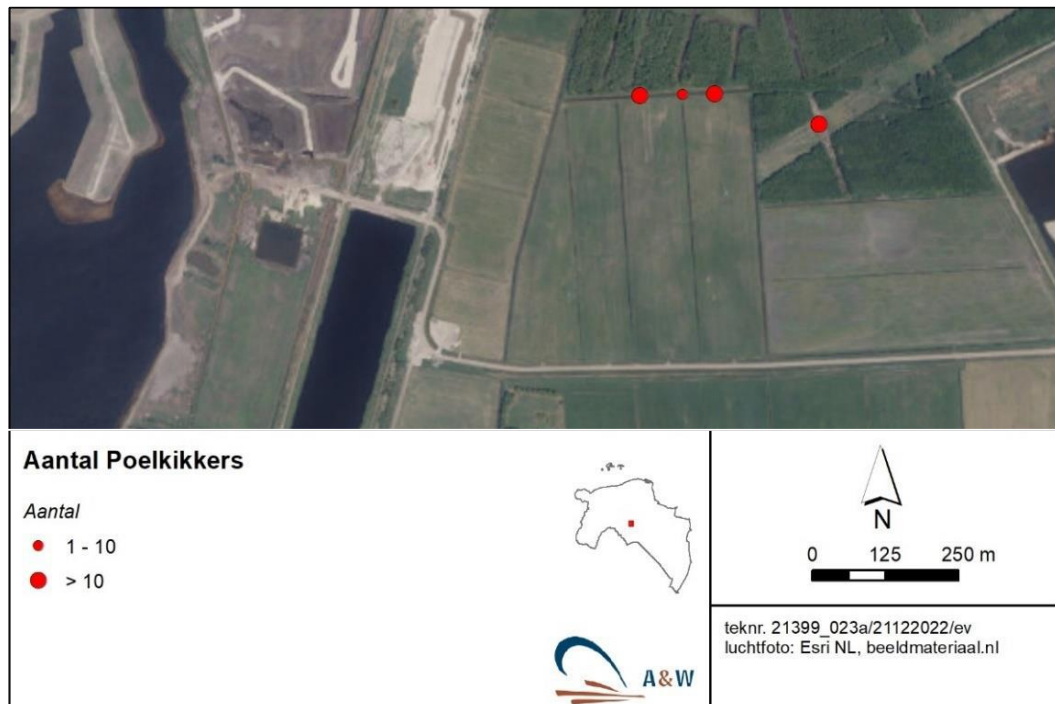 Aantal Poelkikkers
Aantal
1 - 10
> 10
A&W
N
0 125 250 m
teknr. 21399_023a/21122022/ev
luchtfoto: Esri NL, beeldmateriaal.nl